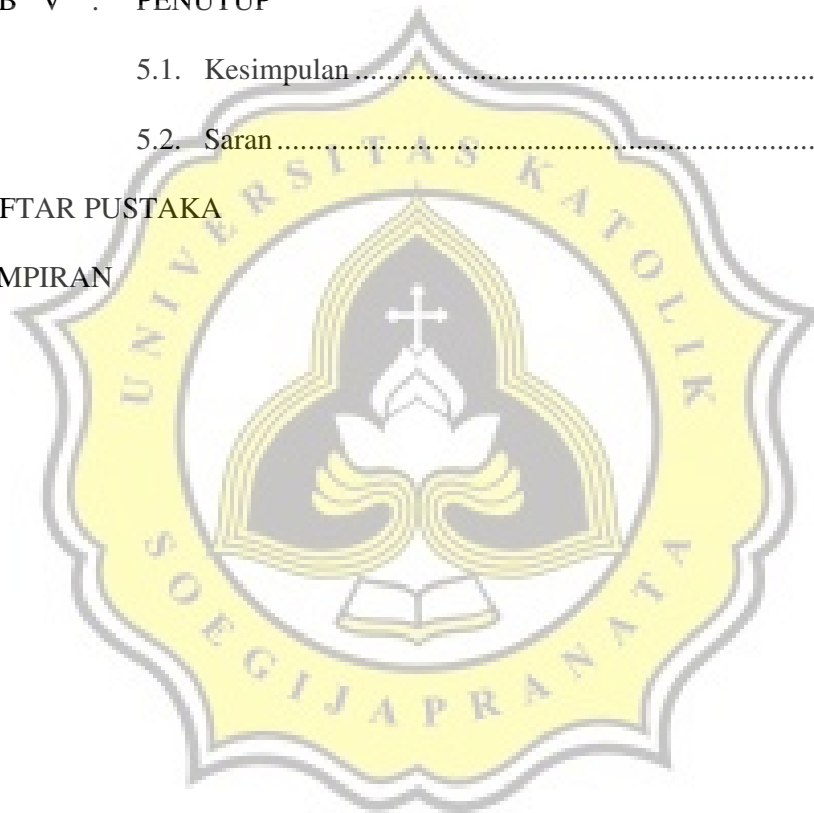 B V : PENUTUP
5.1. Kesimpulan ..........................................................................
5.2. Saran ....................................................................................
FTAR PUSTAKA
MPIRAN
UNIVERSITAS KATOLIK
SOEGIJAPRANATA